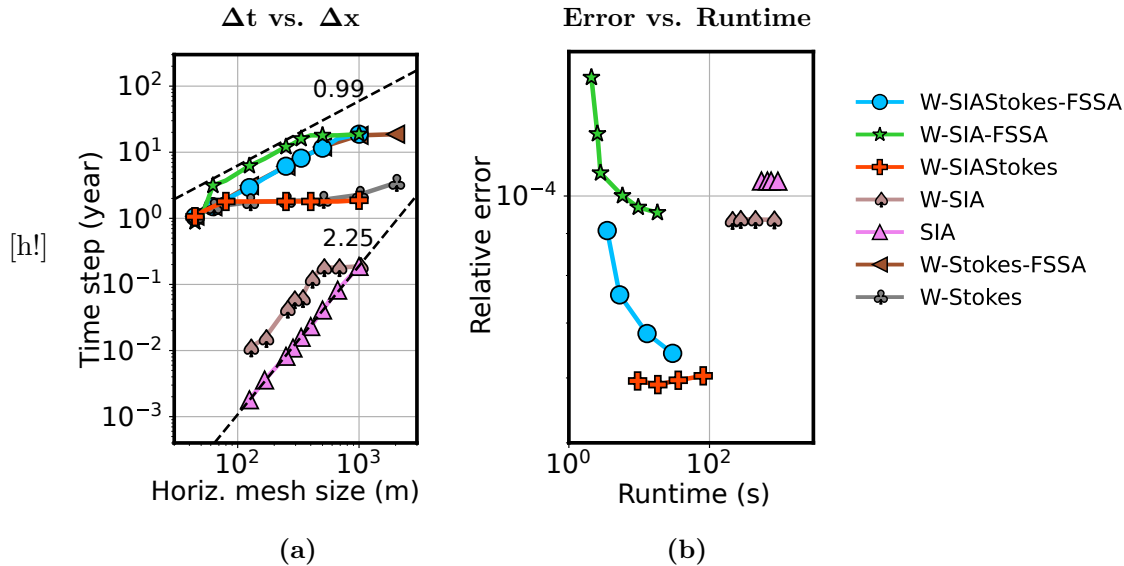 Δt vs. Δx
Error vs. Runtime
[h!]
Time step (year)
10²
10¹
10⁰
10⁻¹
10⁻²
10⁻³
0.99
2.25
10²
10³
Horiz. mesh size (m)
(a)
Relative error
10⁻⁴
10⁰
10²
Runtime (s)
(b)
W-SIAStokes-FSSA
W-SIA-FSSA
W-SIAStokes
W-SIA
SIA
W-Stokes-FSSA
W-Stokes